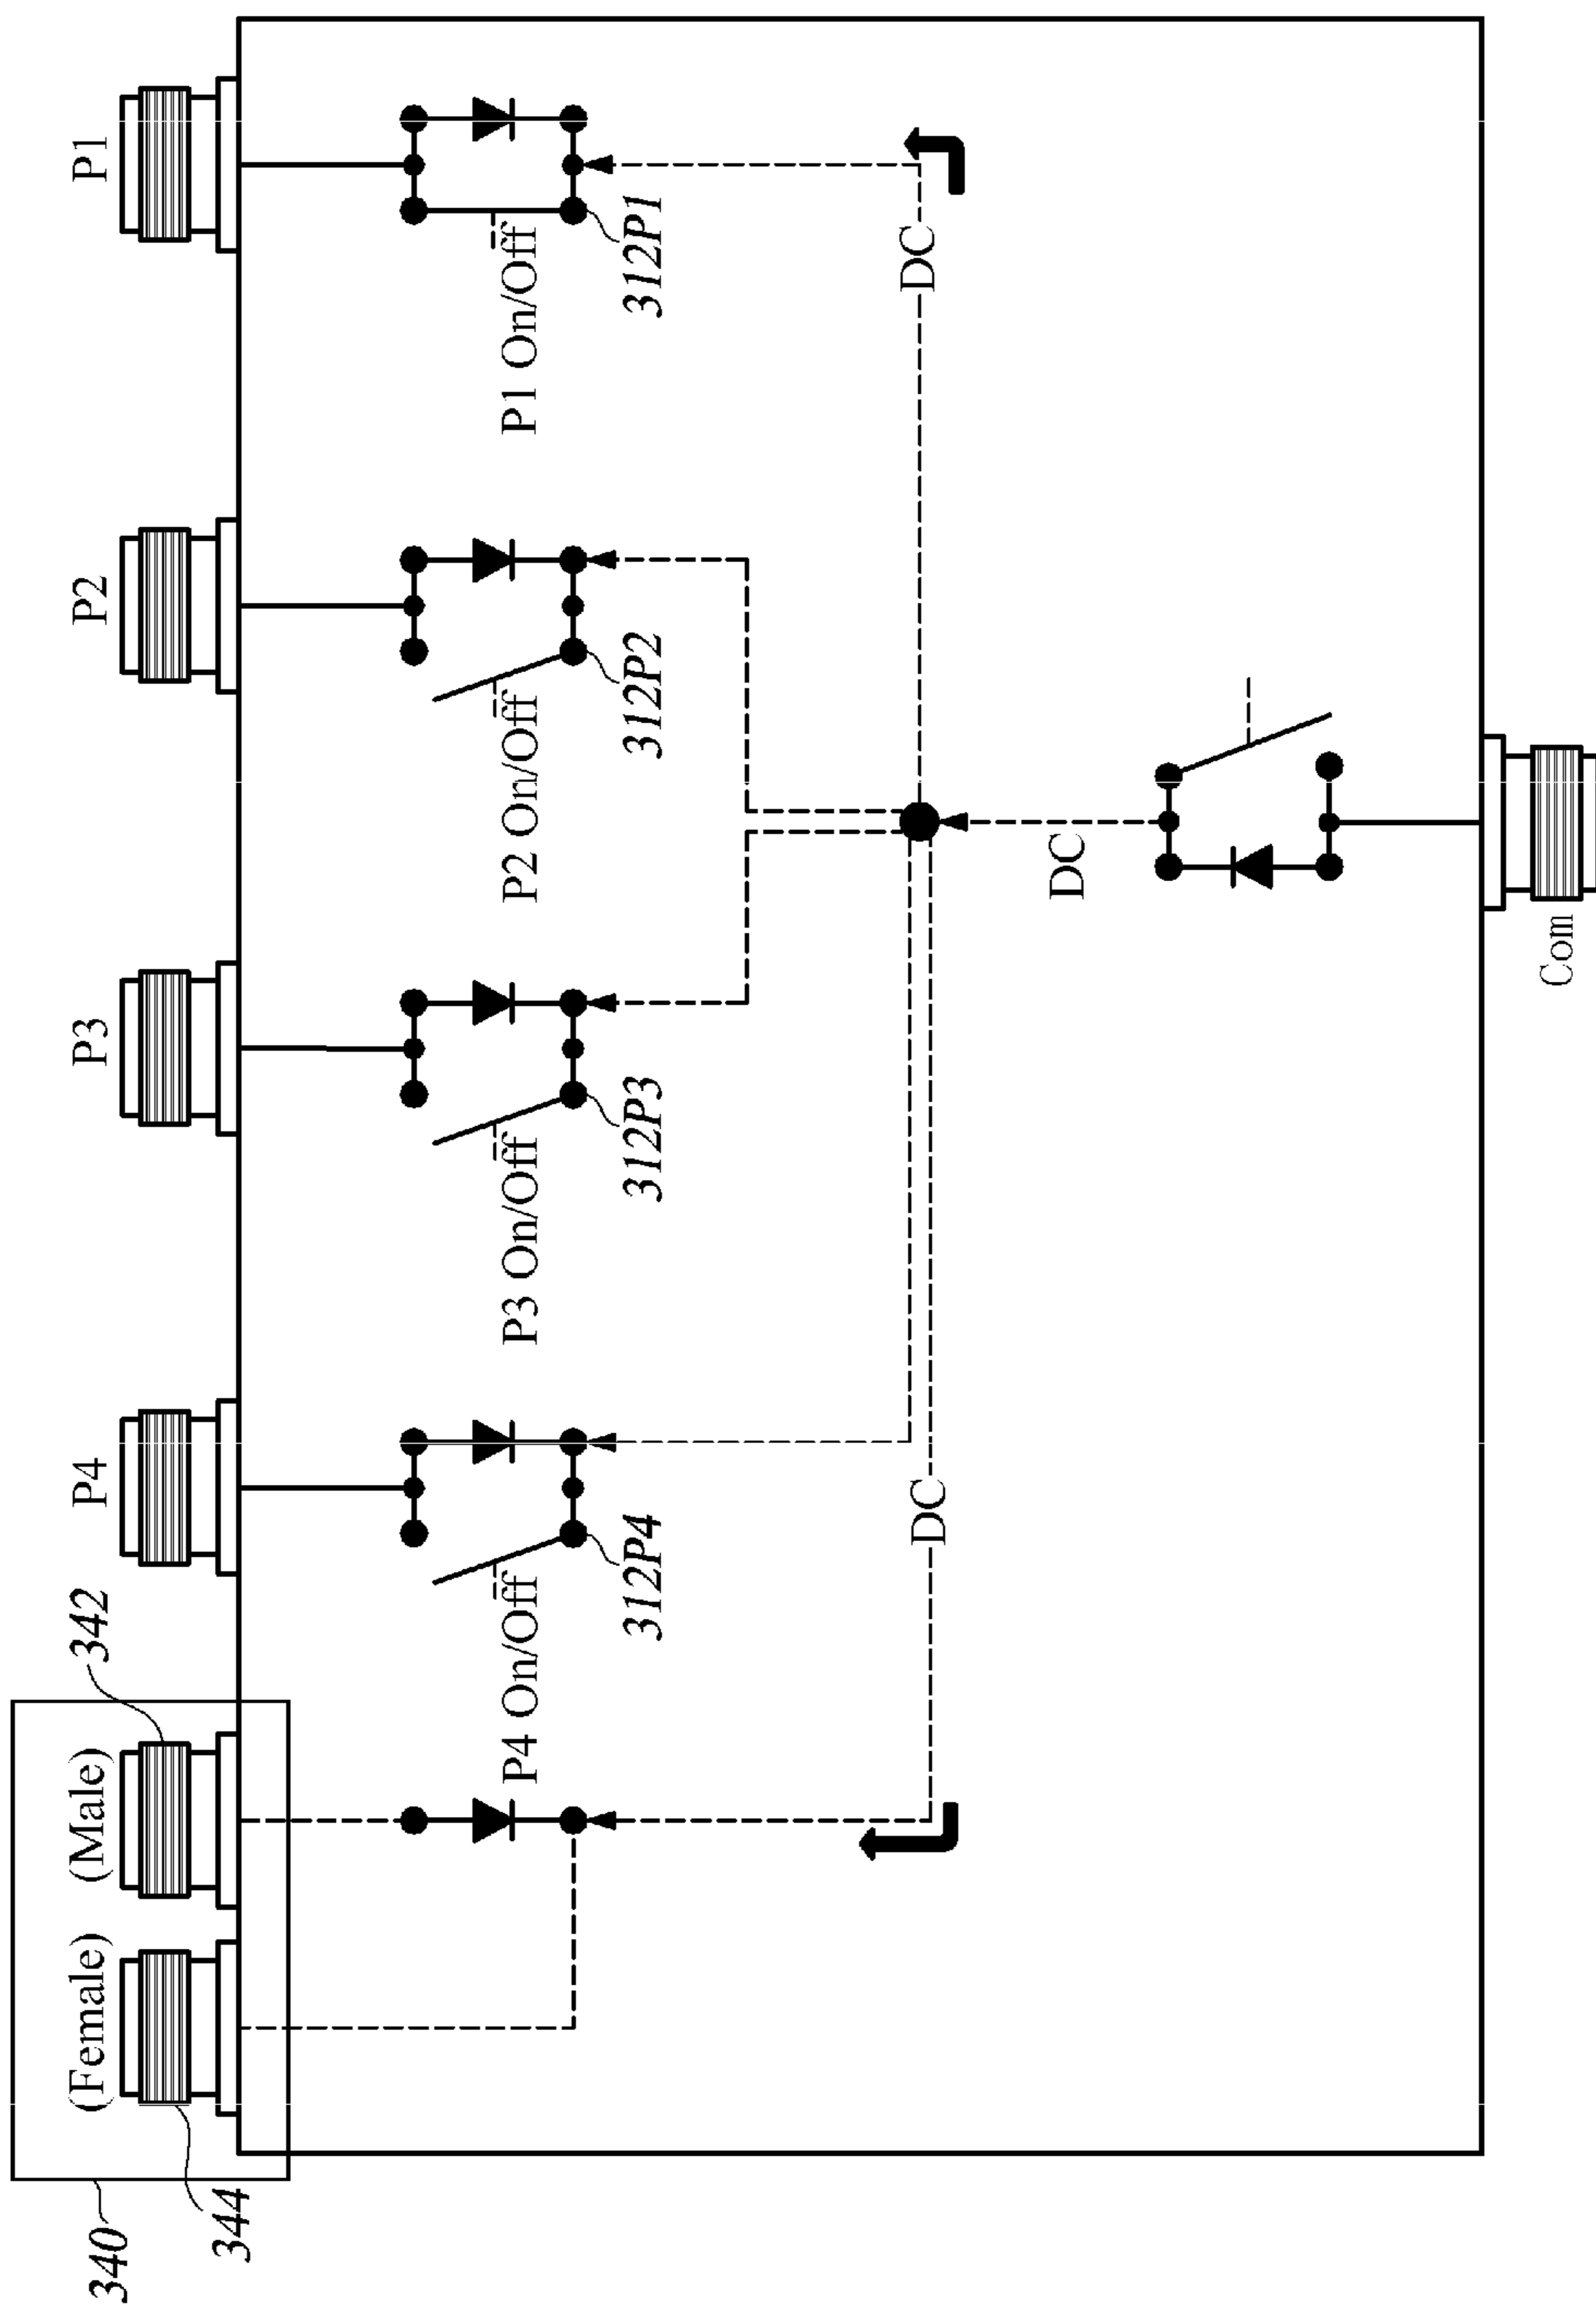 340
344
(Female)
(Male)
342
P4
P3
P2
P1
P4 On/Off
P3 On/Off
P2 On/Off
P1 On/Off
312P4
312P3
312P2
312P1
DC
DC
DC
Com